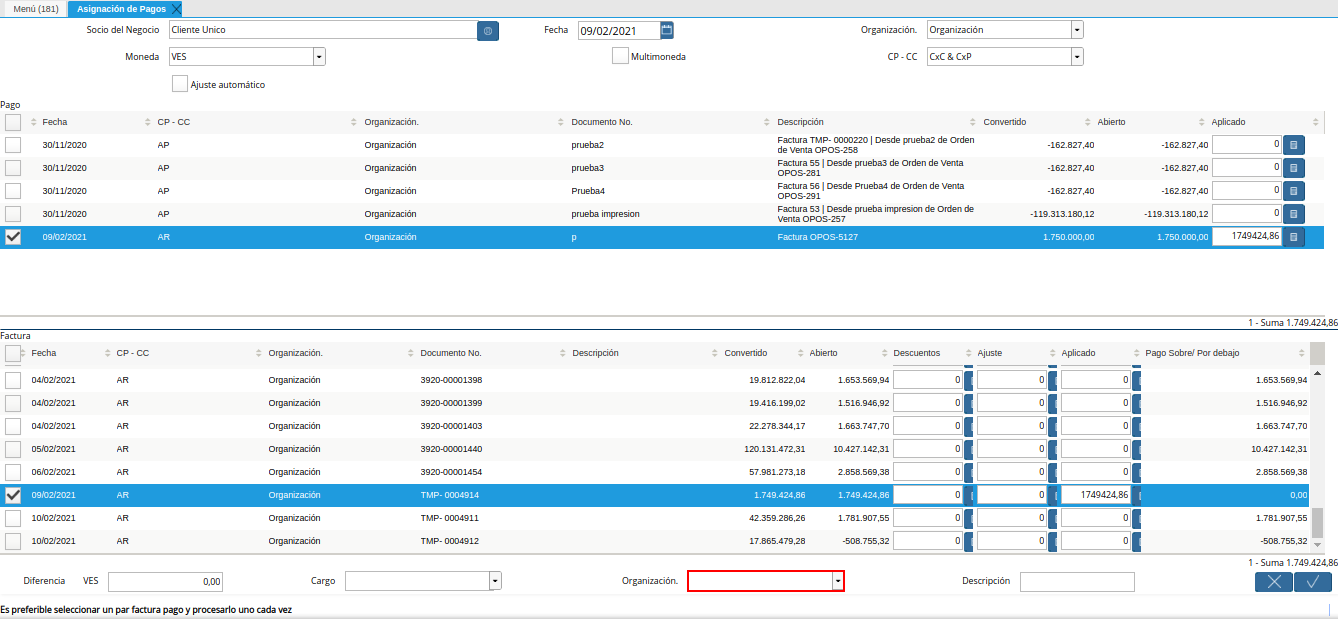 Menú (181) Asignación de Pagos
Socio del Negocio Cliente Unico Fecha 09/02/2021 Organización. Organización
Moneda VES Multimoneda CP - CC CxC & CxP
Ajuste automático
Pago
Fecha CP - CC Organización. Documento No. Descripción Convertido Abierto Aplicado
30/11/2020 AP Organización prueba2 Factura TMP- 0000220 | Desde prueba2 de Orden de Venta OPOS-258 -162.827,40 -162.827,40 0
30/11/2020 AP Organización prueba3 Factura 55 | Desde prueba3 de Orden de Venta OPOS-281 -162.827,40 -162.827,40 0
30/11/2020 AP Organización Prueba4 Factura 56 | Desde Prueba4 de Orden de Venta OPOS-291 -162.827,40 -162.827,40 0
30/11/2020 AP Organización prueba impresion Factura 53 | Desde prueba impresion de Orden de Venta OPOS-257 -119.313.180,12 -119.313.180,12 0
09/02/2021 AR Organización p Factura OPOS-5127 1.750.000,00 1.750.000,00 1749424,86
1 - Suma 1.749.424,86
Factura
Fecha CP - CC Organización. Documento No. Descripción Convertido Abierto Descuentos Ajuste Aplicado Pago Sobre/ Por debajo
04/02/2021 AR Organización 3920-00001398 19.812.822,04 1.653.569,94 0 0 0 1.653.569,94
04/02/2021 AR Organización 3920-00001399 19.416.199,02 1.516.946,92 0 0 0 1.516.946,92
04/02/2021 AR Organización 3920-00001403 22.278.344,17 1.663.747,70 0 0 0 1.663.747,70
05/02/2021 AR Organización 3920-00001440 120.131.472,31 10.427.142,31 0 0 0 10.427.142,31
06/02/2021 AR Organización 3920-00001454 57.981.273,18 2.858.569,38 0 0 0 2.858.569,38
09/02/2021 AR Organización TMP- 0004914 1.749.424,86 1.749.424,86 0 0 1749424,86 0,00
10/02/2021 AR Organización TMP- 0004911 42.359.286,26 1.781.907,55 0 0 0 1.781.907,55
10/02/2021 AR Organización TMP- 0004912 17.865.479,28 -508.755,32 0 0 0 -508.755,32
1 - Suma 1.749.424,86
Diferencia VES 0,00 Cargo Organización. Descripción
Es preferible seleccionar un par factura pago y procesarlo uno cada vez